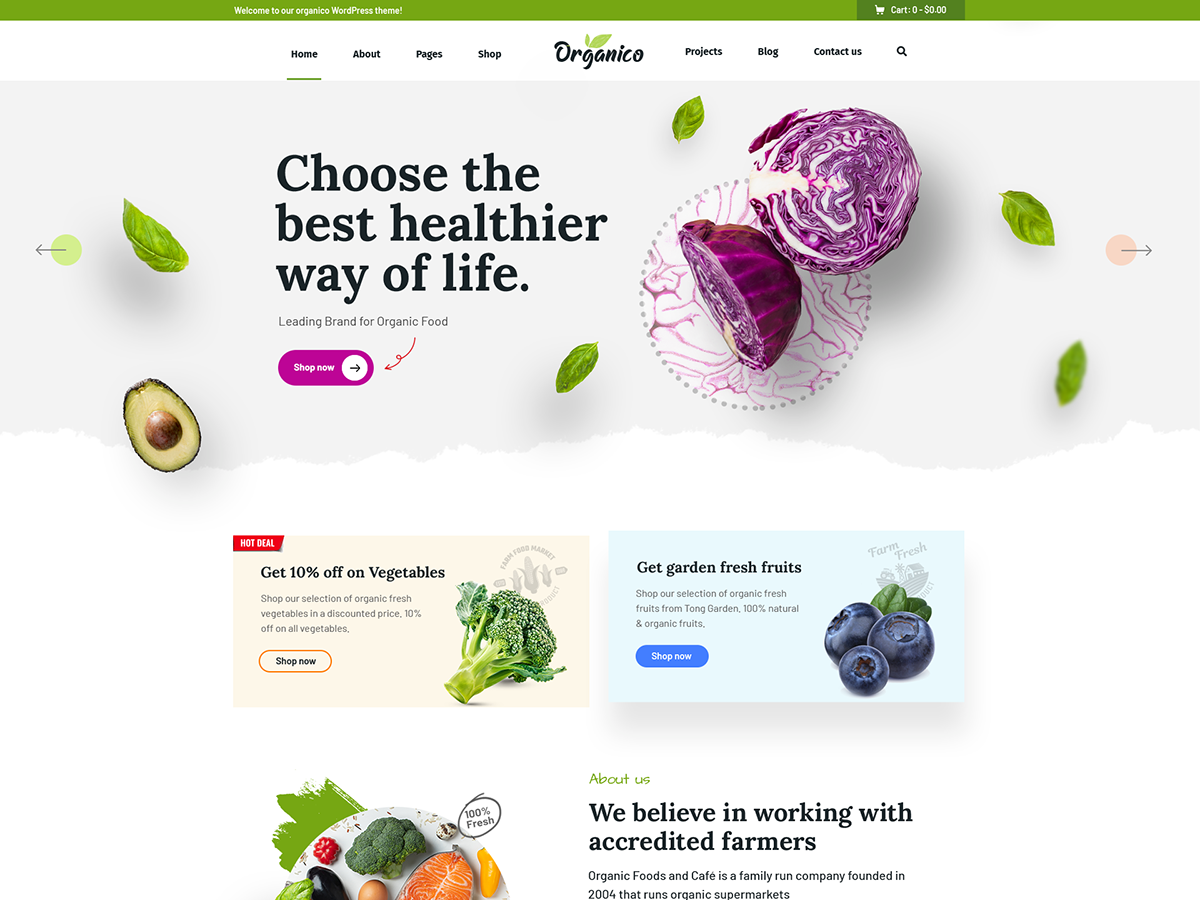 Welcome to our organico WordPress theme!
Cart: 0 - $0.00
Home About Pages Shop Organico Projects Blog Contact us
Choose the
best healthier
way of life.
Leading Brand for Organic Food
Shop now
HOT DEAL
FARM FOOD MARKET
PRODUCT
Get 10% off on Vegetables
Shop our selection of organic fresh
vegetables in a discounted price. 10%
off on all vegetables.
Shop now
Farm
Fresh
Get garden fresh fruits
Shop our selection of organic fresh
fruits from Tong Garden. 100% natural
& organic fruits.
Shop now
100%
Fresh
About us
We believe in working with
accredited farmers
Organic Foods and Café is a family run company founded in
2004 that runs organic supermarkets